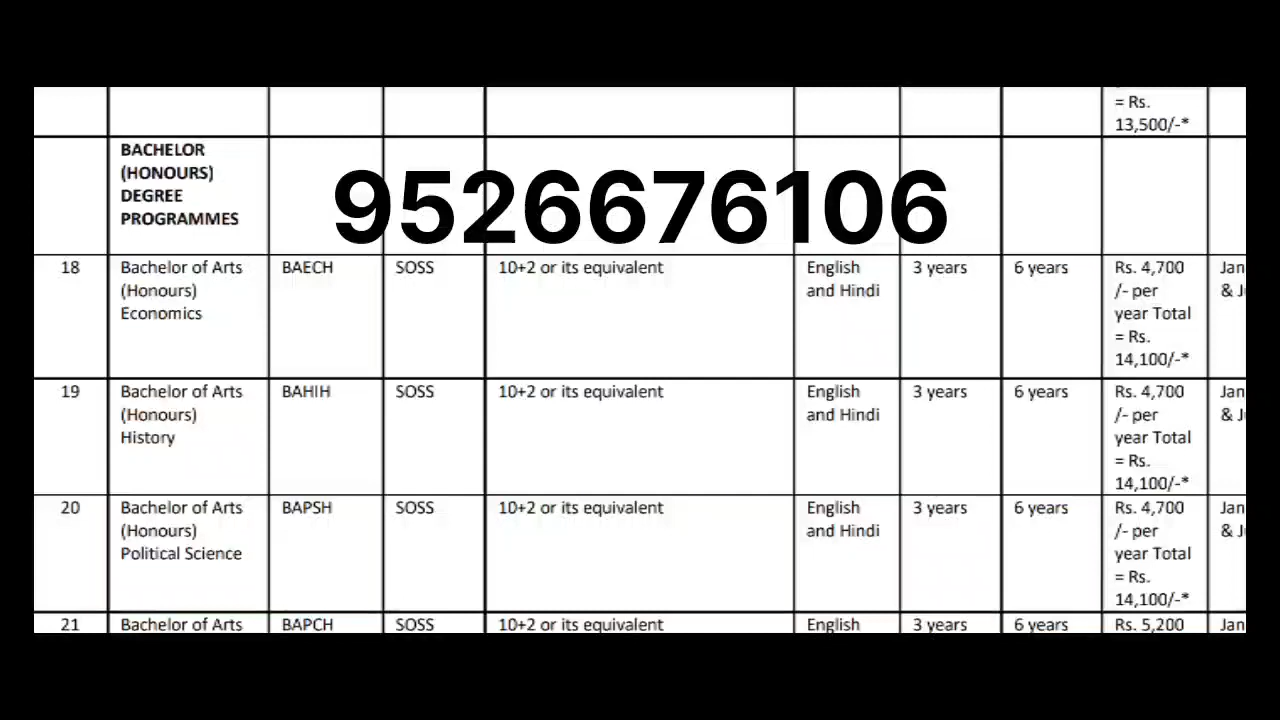 = Rs.
13,500/-*
BACHELOR
(HONOURS)
DEGREE
PROGRAMMES
9526676106
18 Bachelor of Arts BAECH SOSS 10+2 or its equivalent English 3 years 6 years Rs. 4,700 Jan
(Honours) and Hindi /- per &
Economics year Total
= Rs.
14,100/-*
19 Bachelor of Arts BAHIH SOSS 10+2 or its equivalent English 3 years 6 years Rs. 4,700 Jan
(Honours) and Hindi /- per &
History year Total
= Rs.
14,100/-*
20 Bachelor of Arts BAPSH SOSS 10+2 or its equivalent English 3 years 6 years Rs. 4,700 Jan
(Honours) and Hindi /- per &
Political Science year Total
= Rs.
14,100/-*
21 Bachelor of Arts BAPCH SOSS 10+2 or its equivalent English 3 years 6 years Rs. 5,200 Jan